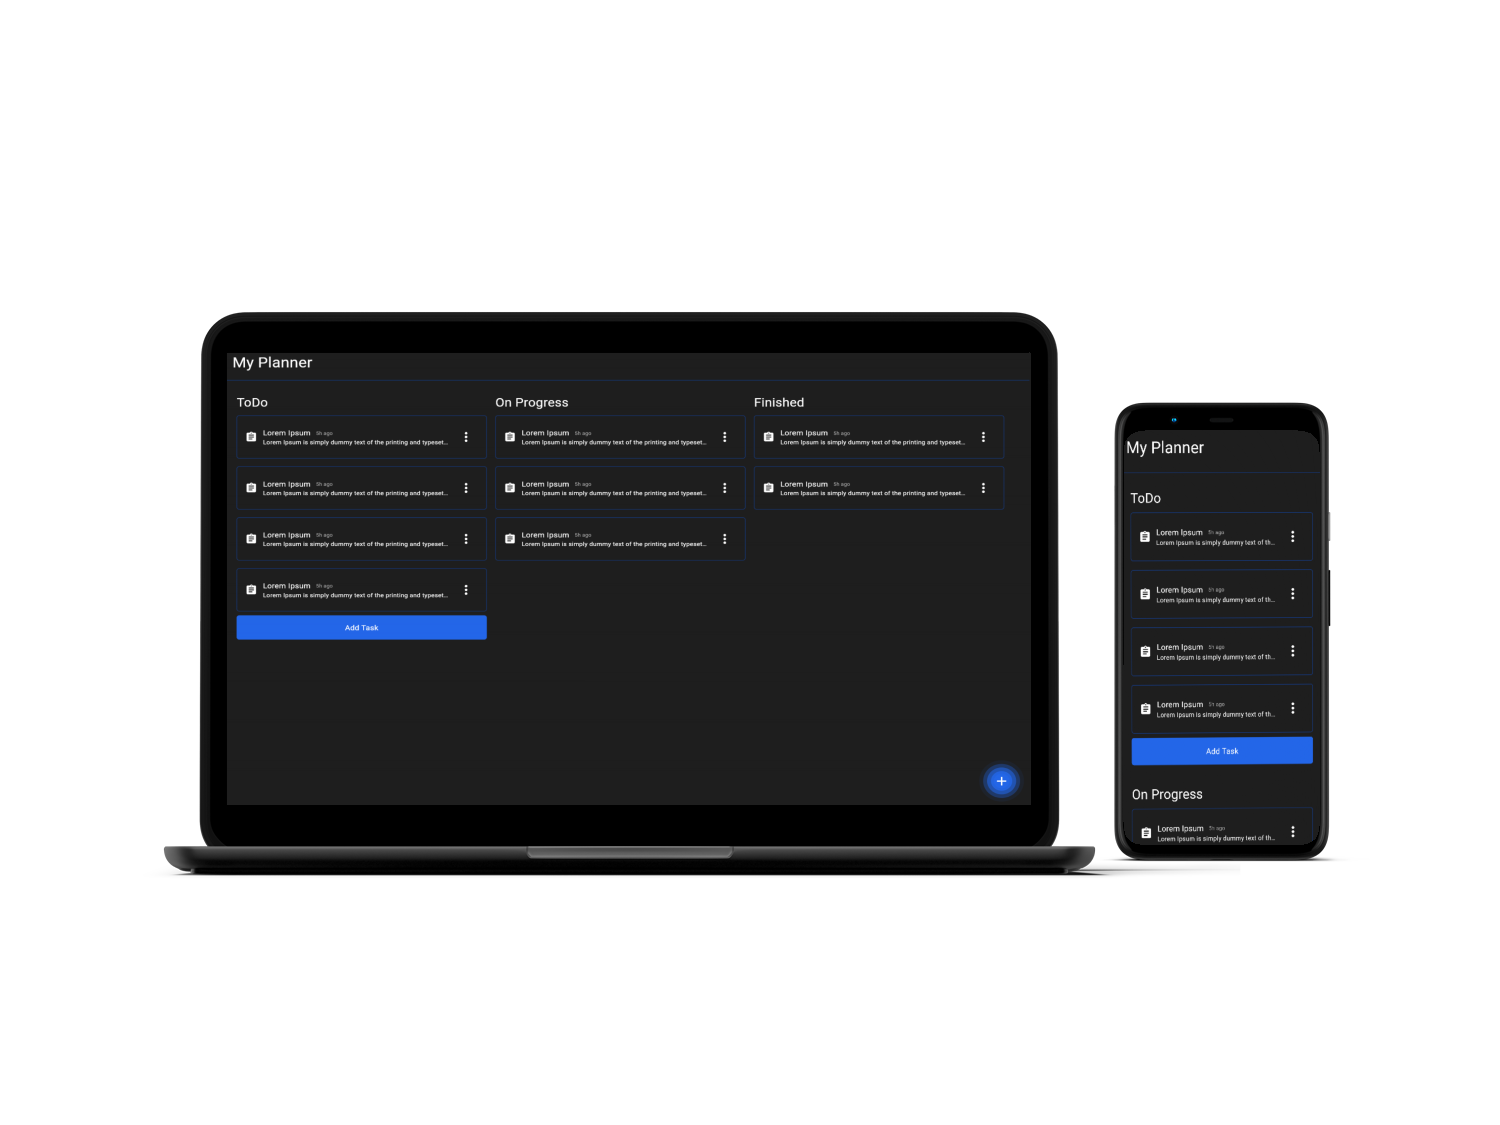 My Planner
ToDo
Lorem Ipsum 5h ago
Lorem Ipsum is simply dummy text of the printing and typeset...
Lorem Ipsum 5h ago
Lorem Ipsum is simply dummy text of the printing and typeset...
Lorem Ipsum 5h ago
Lorem Ipsum is simply dummy text of the printing and typeset...
Lorem Ipsum 5h ago
Lorem Ipsum is simply dummy text of the printing and typeset...
Add Task
On Progress
Lorem Ipsum 5h ago
Lorem Ipsum is simply dummy text of the printing and typeset...
Lorem Ipsum 5h ago
Lorem Ipsum is simply dummy text of the printing and typeset...
Lorem Ipsum 5h ago
Lorem Ipsum is simply dummy text of the printing and typeset...
Finished
Lorem Ipsum 5h ago
Lorem Ipsum is simply dummy text of the printing and typeset...
Lorem Ipsum 5h ago
Lorem Ipsum is simply dummy text of the printing and typeset...
My Planner
ToDo
Lorem Ipsum 5h ago
Lorem Ipsum is simply dummy text of th...
Lorem Ipsum 5h ago
Lorem Ipsum is simply dummy text of th...
Lorem Ipsum 5h ago
Lorem Ipsum is simply dummy text of th...
Lorem Ipsum 5h ago
Lorem Ipsum is simply dummy text of th...
Add Task
On Progress
Lorem Ipsum 5h ago
Lorem Ipsum is simply dummy text of th...